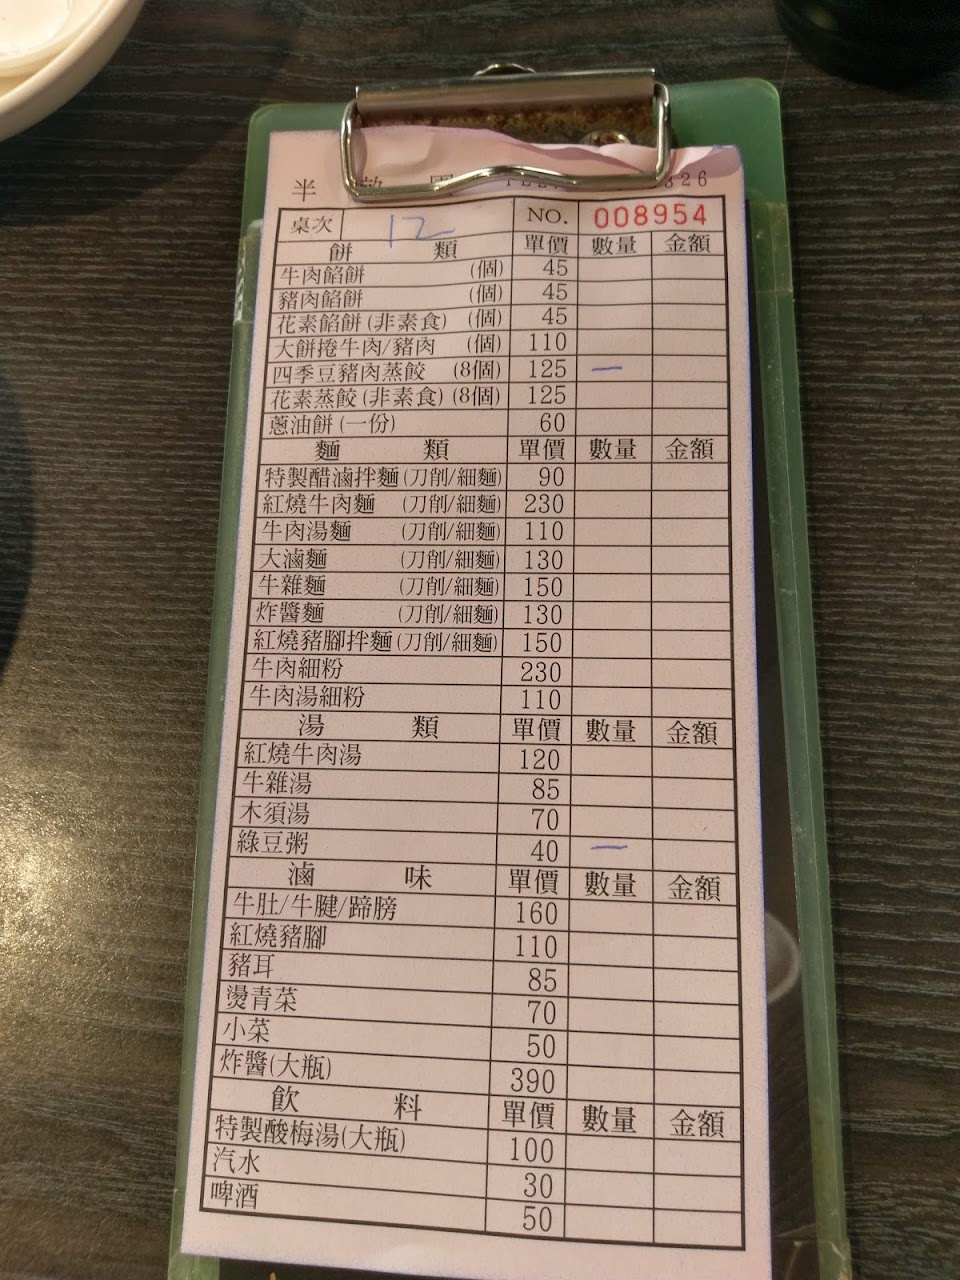 半
326
桌次 12 NO. 008954
餅 類 單價 數量 金額
牛肉餡餅 (個) 45
豬肉餡餅 (個) 45
花素餡餅(非素食) (個) 45
大餅捲牛肉/豬肉 (個) 110
四季豆豬肉蒸餃 (8個) 125 一
花素蒸餃(非素食) (8個) 125
蔥油餅(一份) 60
麵 類 單價 數量 金額
特製醋滷拌麵(刀削/細麵) 90
紅燒牛肉麵 (刀削/細麵) 230
牛肉湯麵 (刀削/細麵) 110
大滷麵 (刀削/細麵) 130
牛雜麵 (刀削/細麵) 150
炸醬麵 (刀削/細麵) 130
紅燒豬腳拌麵(刀削/細麵) 150
牛肉細粉 230
牛肉湯細粉 110
湯 類 單價 數量 金額
紅燒牛肉湯 120
牛雜湯 85
木須湯 70
綠豆粥 40 一
滷 味 單價 數量 金額
牛肚/牛腱/蹄膀 160
紅燒豬腳 110
豬耳 85
燙青菜 70
小菜 50
炸醬(大瓶) 390
飲 料 單價 數量 金額
特製酸梅湯(大瓶) 100
汽水 30
啤酒 50